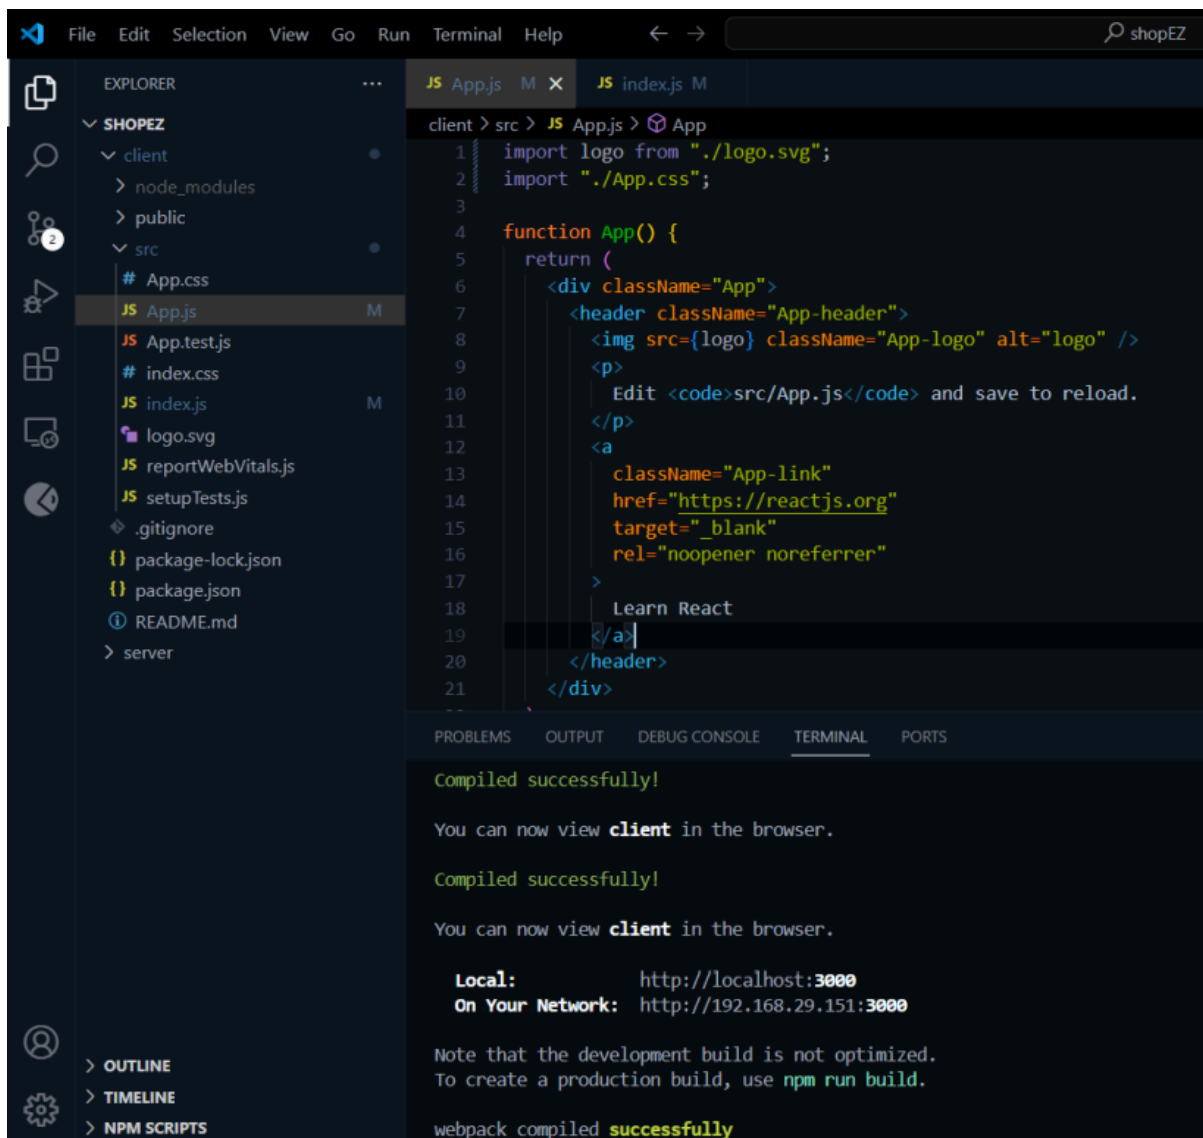 File Edit Selection View Go Run Terminal Help shopEZ
EXPLORER
SHOPEZ
client
node_modules
public
src
# App.css
JS App.js M
JS App.test.js
# index.css
JS index.js M
logo.svg
JS reportWebVitals.js
JS setupTests.js
.gitignore
{} package-lock.json
{} package.json
README.md
server
2
OUTLINE
TIMELINE
NPM SCRIPTS
JS App.js M JS index.js M
client > src > JS App.js > App
1 import logo from "./logo.svg";
2 import "./App.css";
3
4 function App() {
5 return (
6 <div className="App">
7 <header className="App-header">
8 <img src={logo} className="App-logo" alt="logo" />
9 <p>
10 Edit <code>src/App.js</code> and save to reload.
11 </p>
12 <a
13 className="App-link"
14 href="https://reactjs.org"
15 target="_blank"
16 rel="noopener noreferrer"
17 >
18 Learn React
19 </a>
20 </header>
21 </div>
PROBLEMS OUTPUT DEBUG CONSOLE TERMINAL PORTS
Compiled successfully!
You can now view client in the browser.
Compiled successfully!
You can now view client in the browser.
Local: http://localhost:3000
On Your Network: http://192.168.29.151:3000
Note that the development build is not optimized.
To create a production build, use npm run build.
webpack compiled successfully